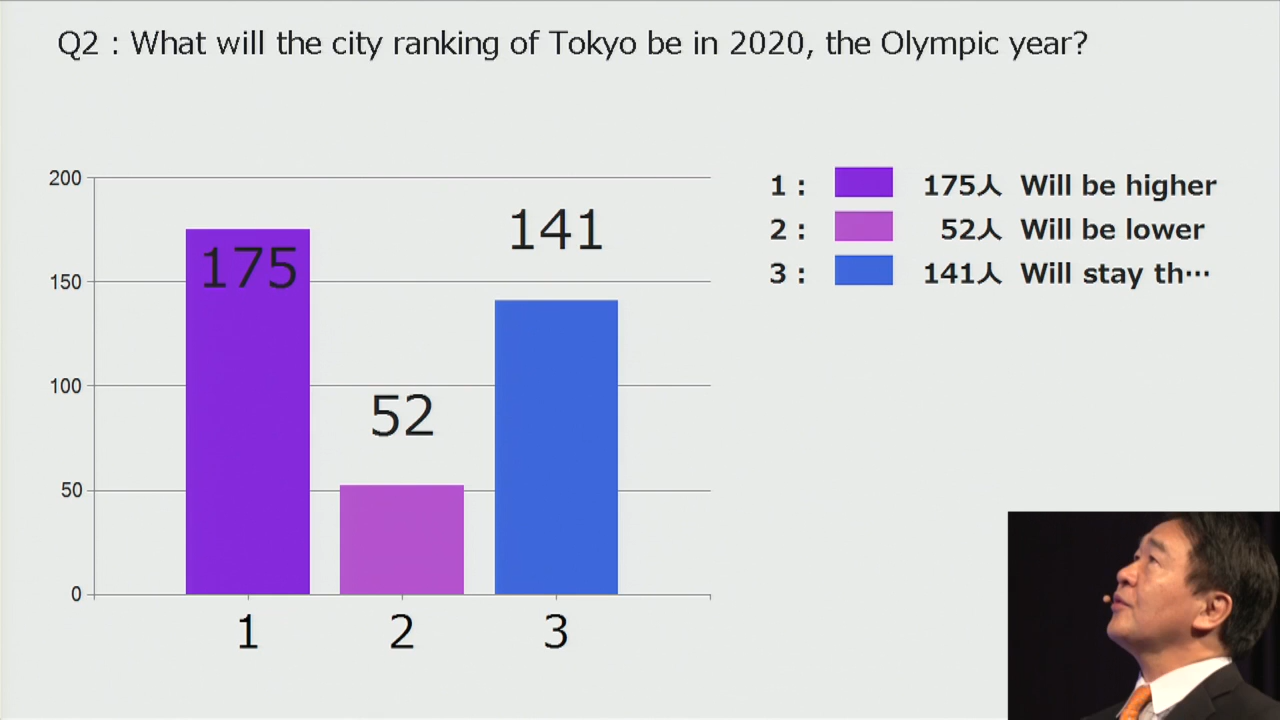 Q2 : What will the city ranking of Tokyo be in 2020, the Olympic year?
200
150
100
50
0
175
52
141
1
2
3
1 : 175人 Will be higher
2 : 52人 Will be lower
3 : 141人 Will stay th…